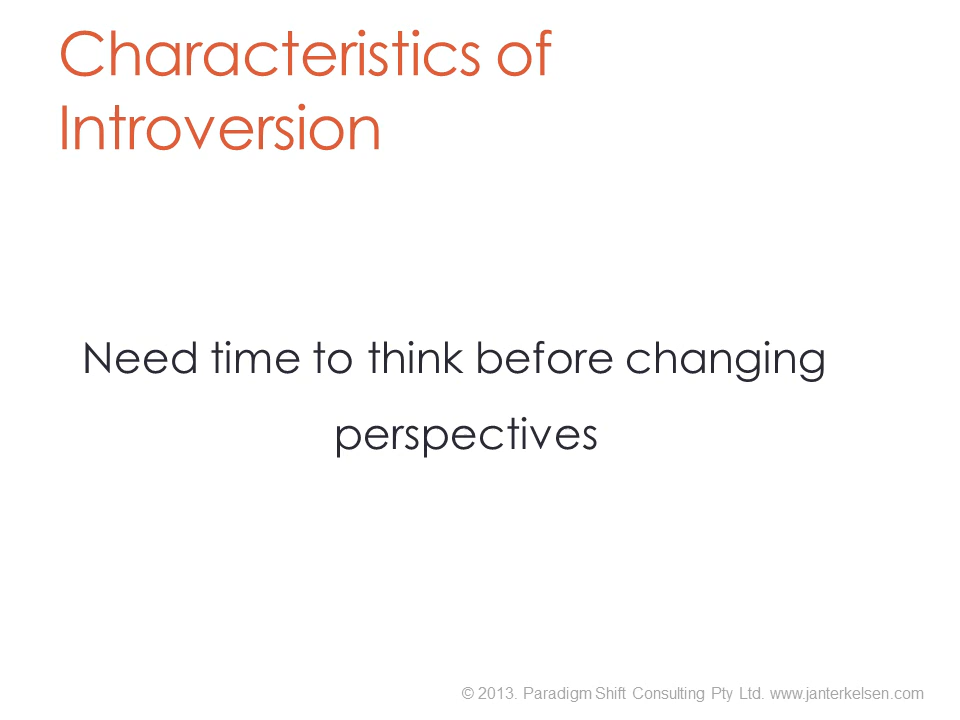 Characteristics of
Introversion
Need time to think before changing
perspectives
© 2013. Paradigm Shift Consulting Pty Ltd. www.janterkelsen.com